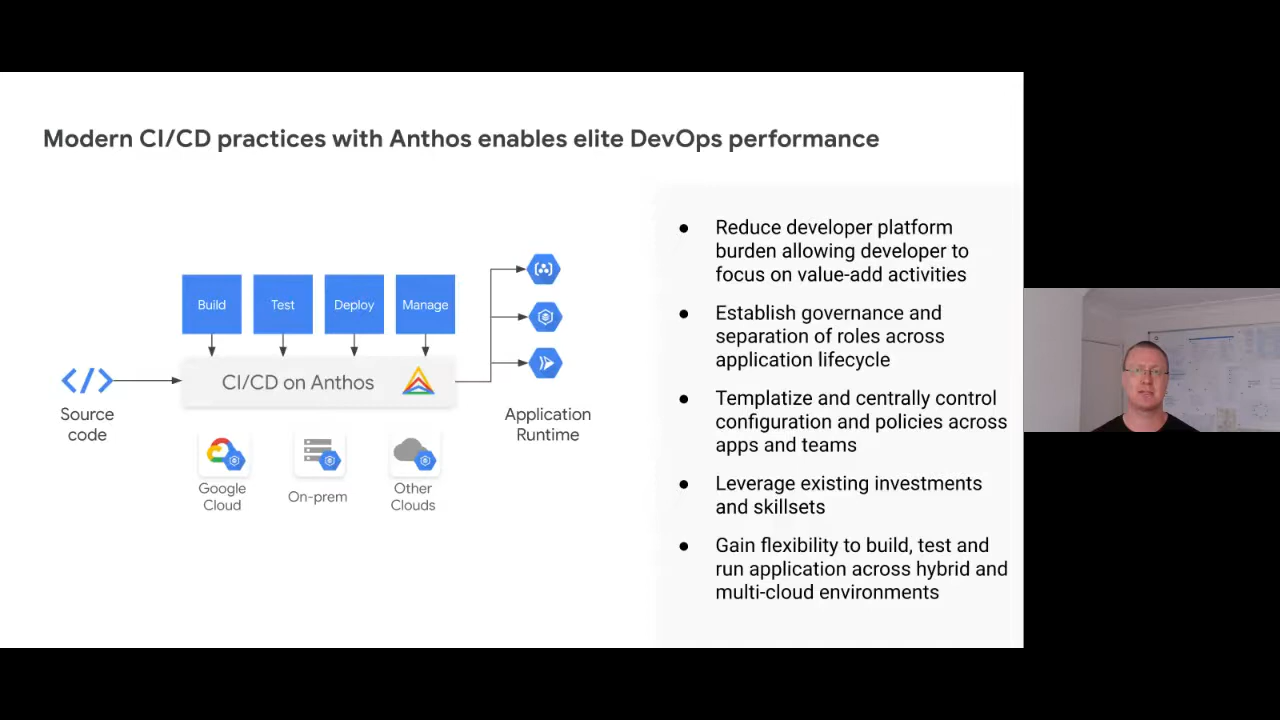 Modern CI/CD practices with Anthos enables elite DevOps performance
Build
Test
Deploy
Manage
CI/CD on Anthos
Source
code
Application
Runtime
Google
Cloud
On-prem
Other
Clouds
● Reduce developer platform
burden allowing developer to
focus on value-add activities
● Establish governance and
separation of roles across
application lifecycle
● Templatize and centrally control
configuration and policies across
apps and teams
● Leverage existing investments
and skillsets
● Gain flexibility to build, test and
run application across hybrid and
multi-cloud environments